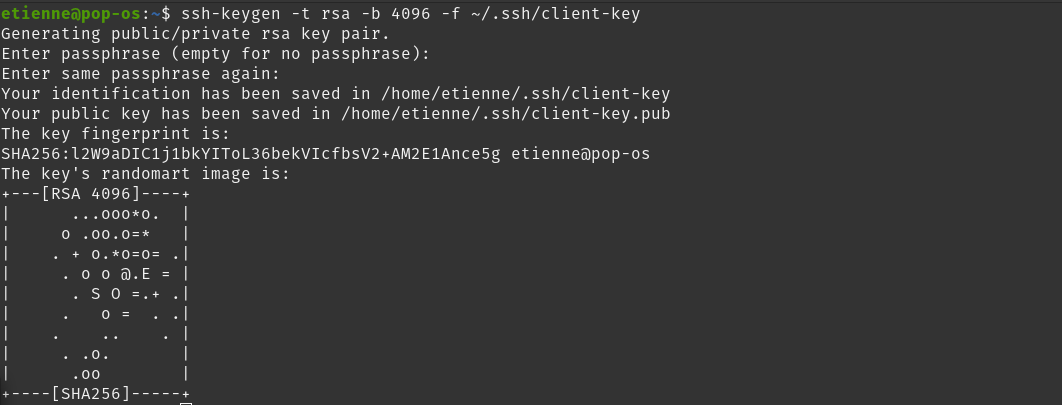 etienne@pop-os:~$ ssh-keygen -t rsa -b 4096 -f ~/.ssh/client-key
Generating public/private rsa key pair.
Enter passphrase (empty for no passphrase):
Enter same passphrase again:
Your identification has been saved in /home/etienne/.ssh/client-key
Your public key has been saved in /home/etienne/.ssh/client-key.pub
The key fingerprint is:
SHA256:l2W9aDIC1j1bkYIToL36bekVIcfbsV2+AM2E1Ance5g etienne@pop-os
The key's randomart image is:
+---[RSA 4096]----+
|      ...ooo*o.  |
|     o .oo.o=*   |
|    . + o.*o=o= .|
|     . o o @.E = |
|      . S O =.+ .|
|     .   o =  . .|
|    .    ..    . |
|     . .o.       |
|      .oo        |
+----[SHA256]-----+